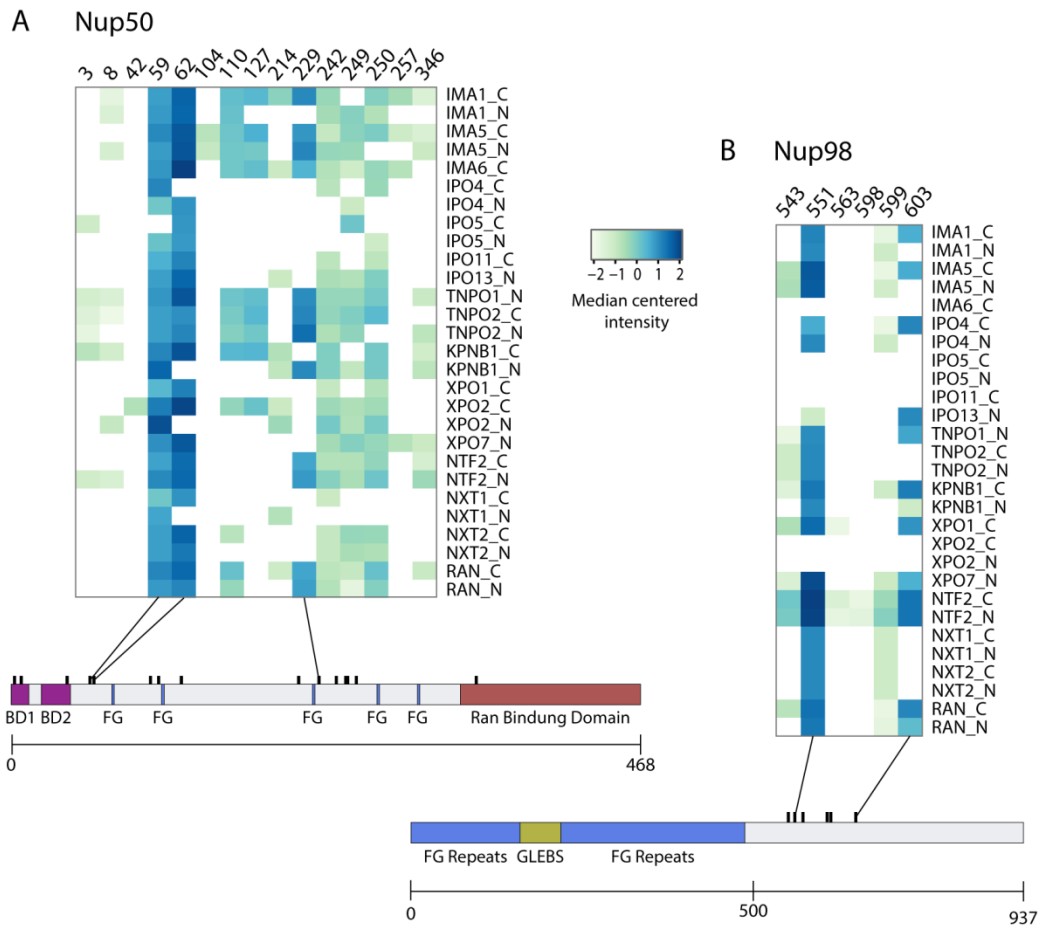 A Nup50
3 8 42 59 62 104 110 127 214 229 242 249 250 257 346
IMA1_C
IMA1_N
IMA5_C
IMA5_N
IMA6_C
IPO4_C
IPO4_N
IPO5_C
IPO5_N
IPO11_C
IPO13_N
TNPO1_N
TNPO2_C
TNPO2_N
KPNB1_C
KPNB1_N
XPO1_C
XPO2_C
XPO2_N
XPO7_N
NTF2_C
NTF2_N
NXT1_C
NXT1_N
NXT2_C
NXT2_N
RAN_C
RAN_N
BD1 BD2 FG FG FG FG FG Ran Bindung Domain
0 468
−2 −1 0 1 2
Median centered
intensity
B Nup98
543 551 563 598 599 603
IMA1_C
IMA1_N
IMA5_C
IMA5_N
IMA6_C
IPO4_C
IPO4_N
IPO5_C
IPO5_N
IPO11_C
IPO13_N
TNPO1_N
TNPO2_C
TNPO2_N
KPNB1_C
KPNB1_N
XPO1_C
XPO2_C
XPO2_N
XPO7_N
NTF2_C
NTF2_N
NXT1_C
NXT1_N
NXT2_C
NXT2_N
RAN_C
RAN_N
FG Repeats GLEBS FG Repeats
0 500 937